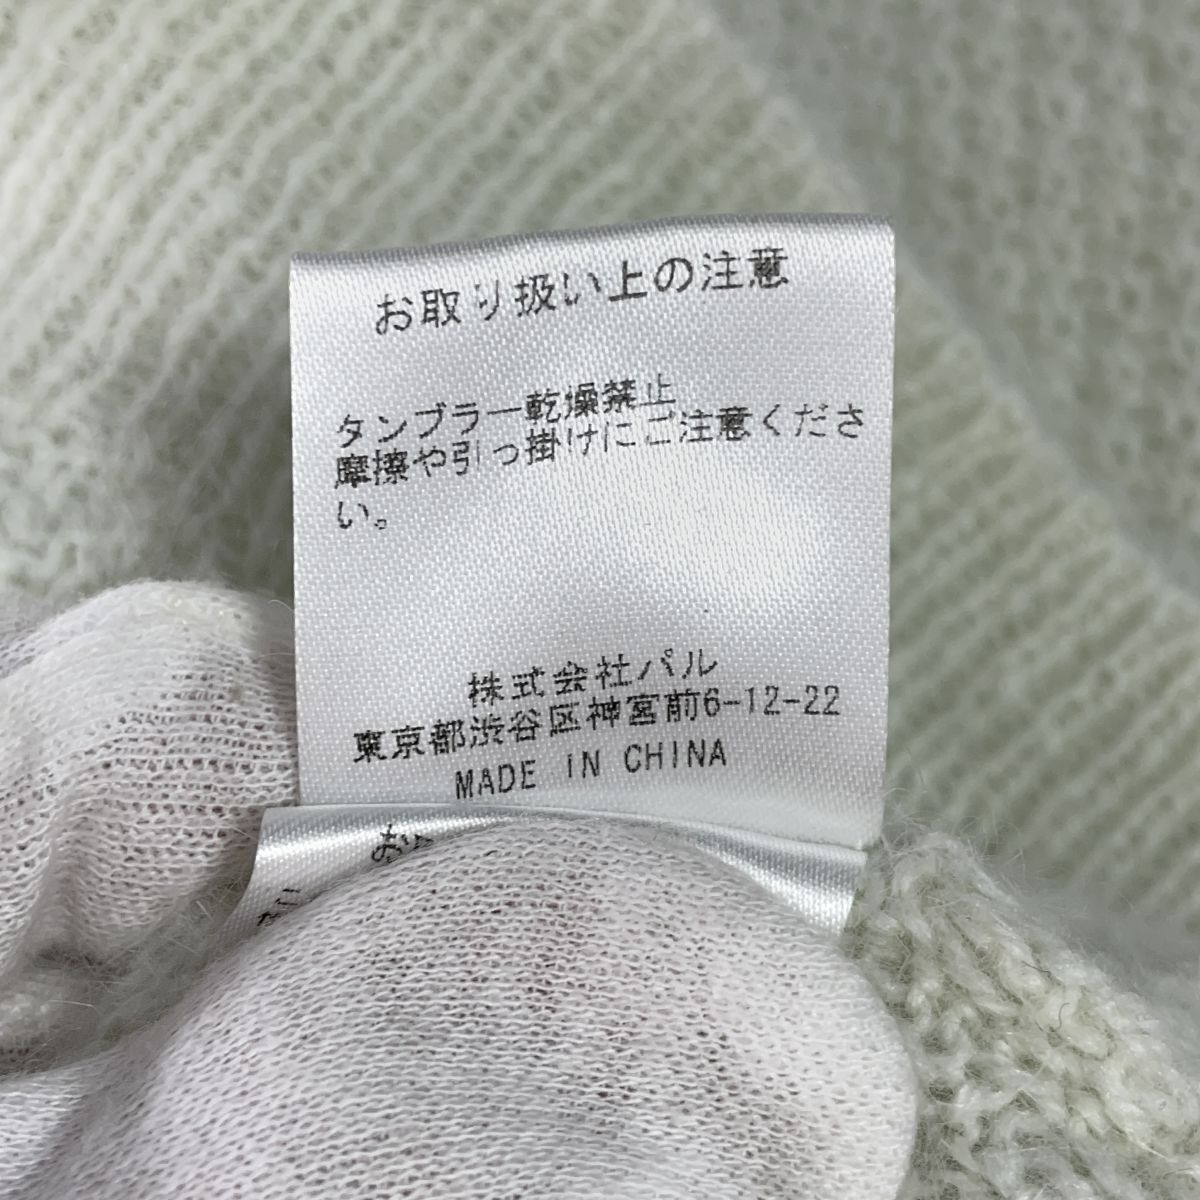 お取り扱い上の注意
タンブラー乾燥禁止
摩擦や引っ掛けにご注意くださ
い。
株式会社パル
東京都渋谷区神宮前6-12-22
MADE IN CHINA